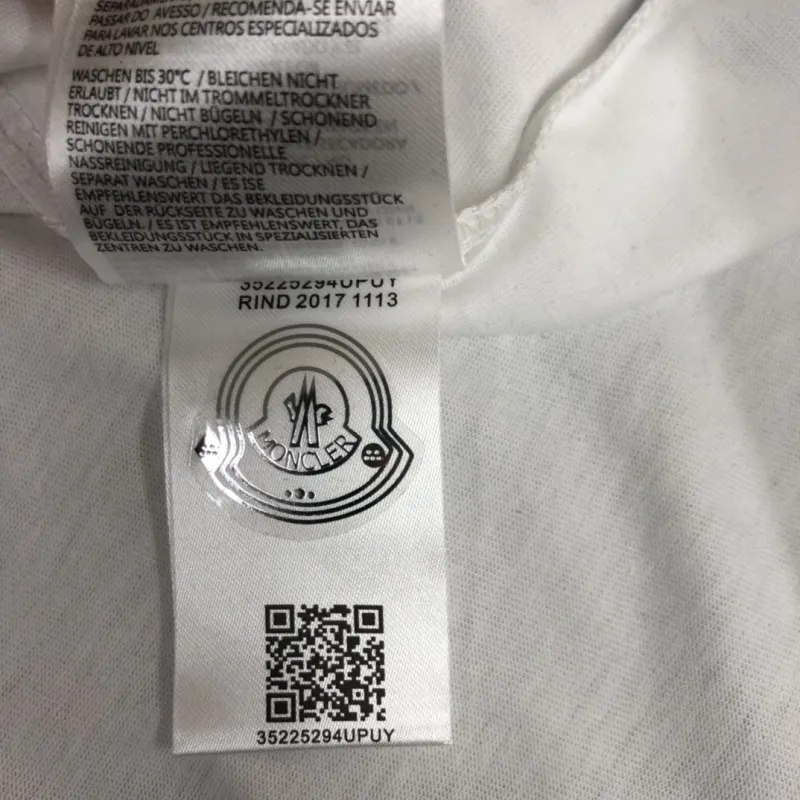 SEPARADAMENTE
PASSAR DO AVESSO / RECOMENDA-SE ENVIAR
PARA LAVAR NOS CENTROS ESPECIALIZADOS
DE ALTO NIVEL
WASCHEN BIS 30°C / BLEICHEN NICHT
ERLAUBT / NICHT IM TROMMELTROCKNER
TROCKNEN / NICHT BÜGELN / SCHONEND
REINIGEN MIT PERCHLORETHYLEN /
SCHONENDE PROFESSIONELLE
NASSREINIGUNG / LIEGEND TROCKNEN /
SEPARAT WASCHEN / ES ISE
EMPFEHLENSWERT DAS BEKLEIDUNGSSTÜCK
AUF DER RÜCKSEITE ZU WASCHEN UND
BÜGELN. / ES IST EMPFEHLENSWERT, DAS
BEKLEIDUNGSSTÜCK IN SPEZIALISIERTEN
ZENTREN ZU WASCHEN.
35225294UPUY
RIND 2017 1113
MONCLER
35225294UPUY